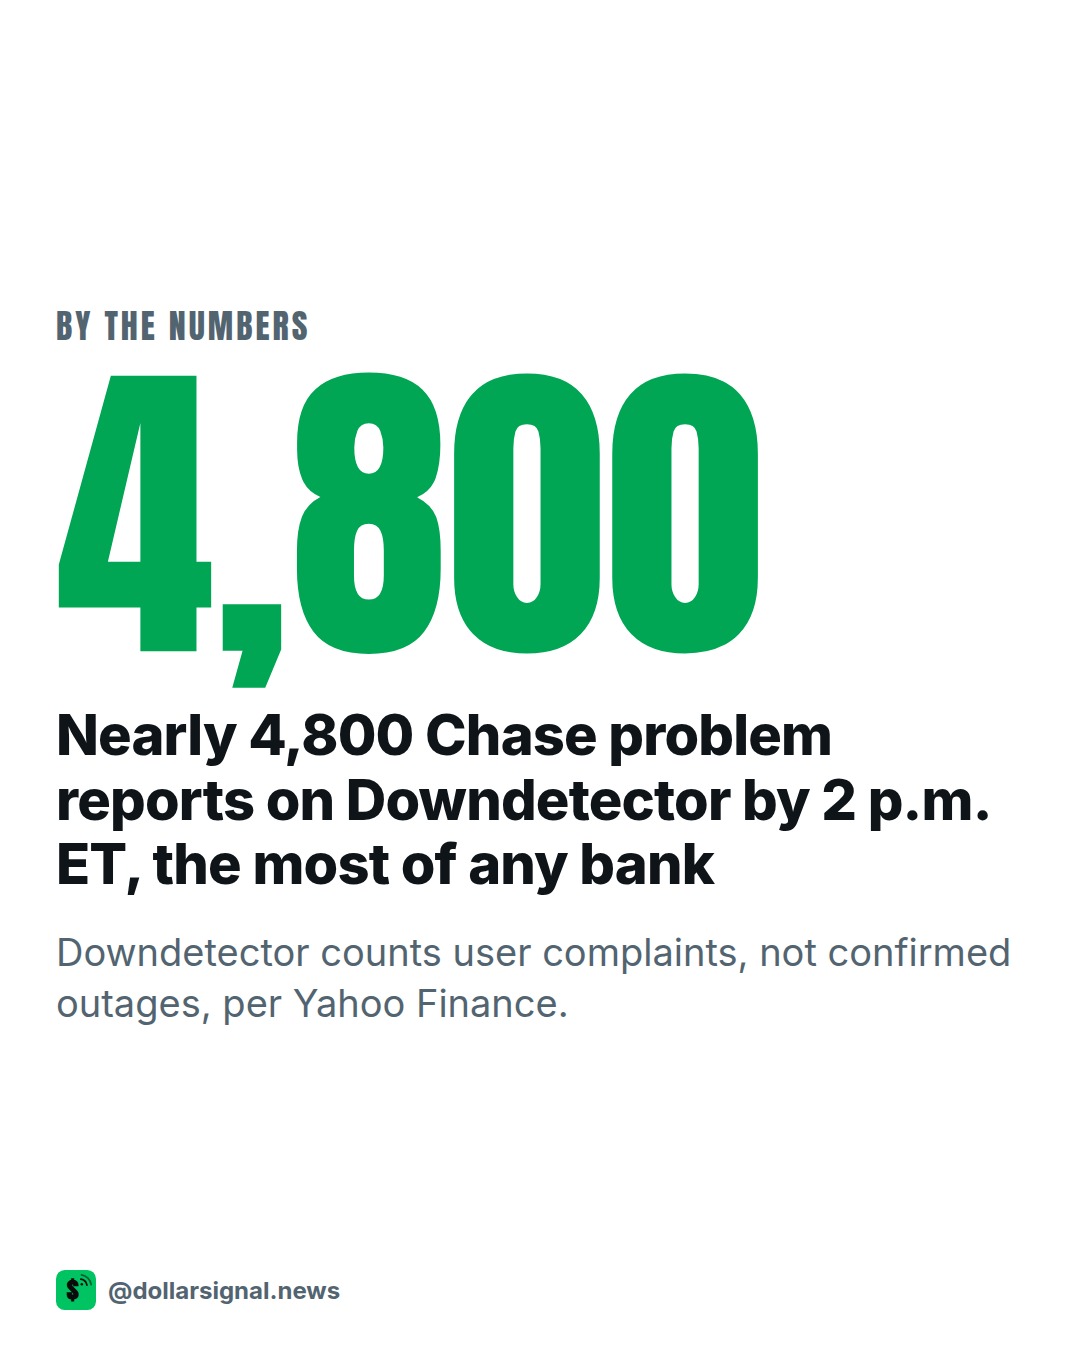 BY THE NUMBERS
4,800
Nearly 4,800 Chase problem
reports on Downdetector by 2 p.m.
ET, the most of any bank
Downdetector counts user complaints, not confirmed
outages, per Yahoo Finance.
$ @dollarsignal.news